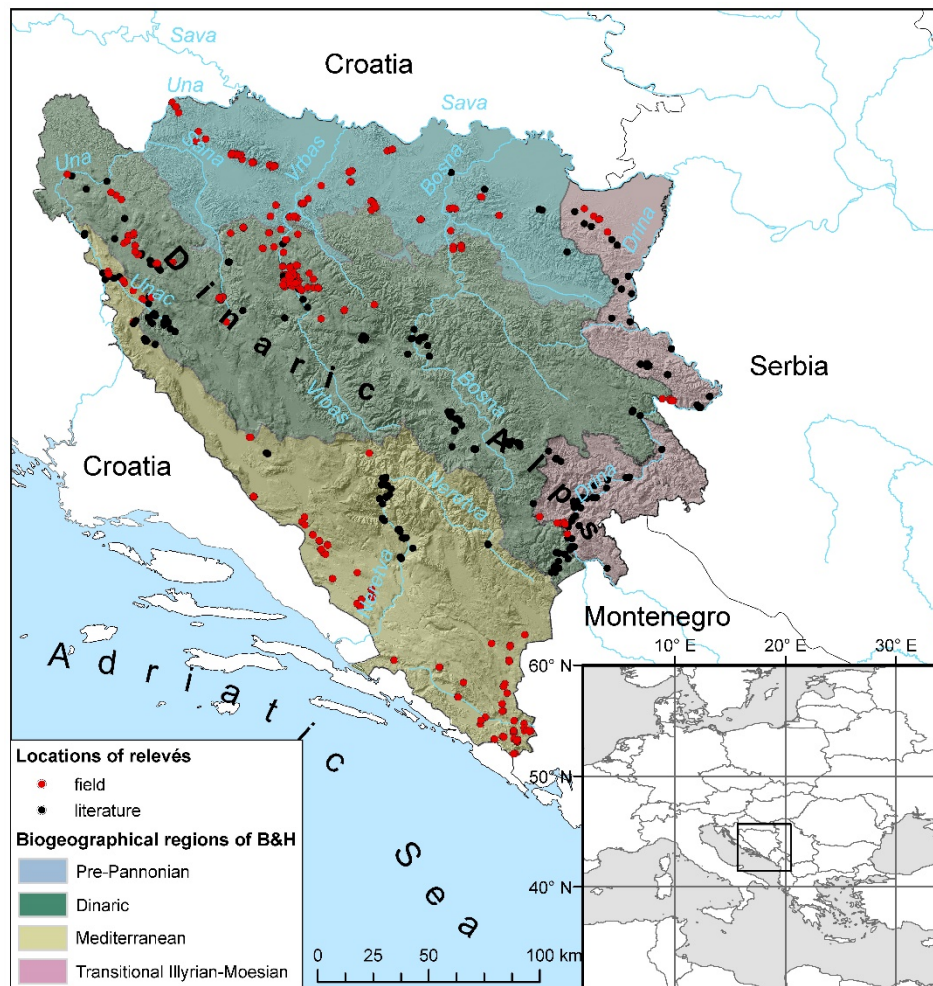 Sava
Croatia
Una
Sava
Sana
Vrbas
Bosna
Una
Drina
Unac
Dinaric Alps
Serbia
Vrbas
Bosna
Croatia
Drina
Neretva
Neretva
Montenegro
Adriatic Sea
60° N
10° E
20° E
30° E
50° N
40° N
Locations of relevés
field
literature
Biogeographical regions of B&H
Pre-Pannonian
Dinaric
Mediterranean
Transitional Illyrian-Moesian
0 25 50 100 km